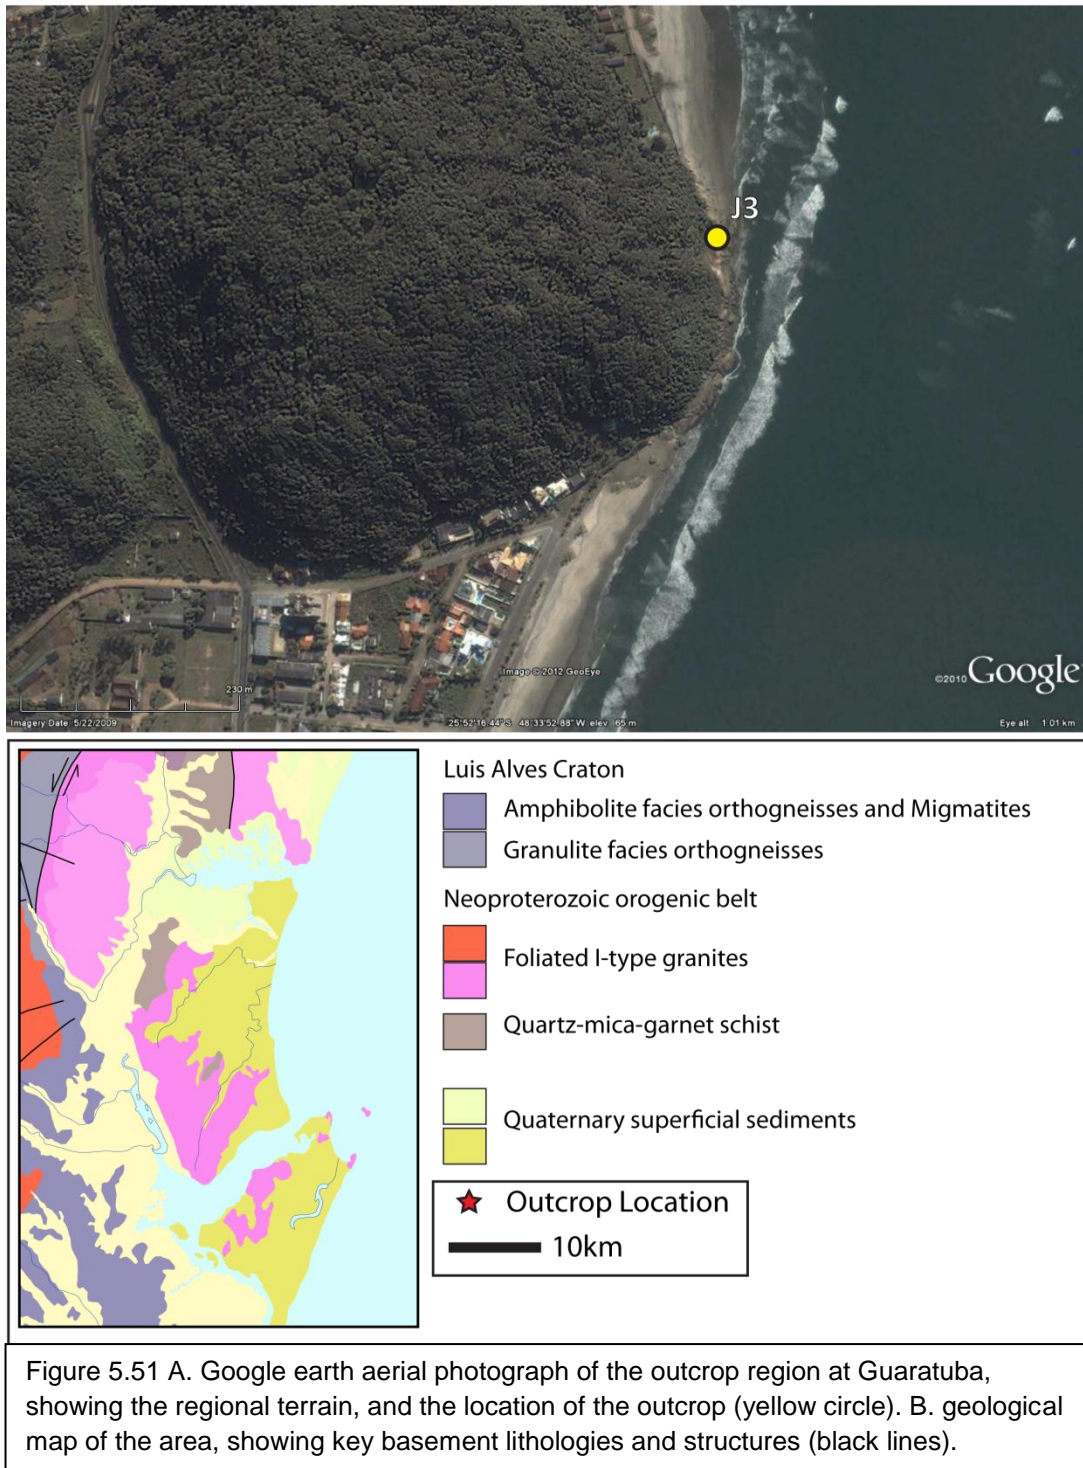 J3
Image © 2012 GeoEye
©2010 Google
230 m
Imagery Date: 5/22/2009
25°52'16.44" S 48°33'52.88" W elev 65 m
Eye alt 1.01 km
Luis Alves Craton
Amphibolite facies orthogneisses and Migmatites
Granulite facies orthogneisses
Neoproterozoic orogenic belt
Foliated I-type granites
Quartz-mica-garnet schist
Quaternary superficial sediments
Outcrop Location
10km
Figure 5.51 A. Google earth aerial photograph of the outcrop region at Guaratuba,
showing the regional terrain, and the location of the outcrop (yellow circle). B. geological
map of the area, showing key basement lithologies and structures (black lines).